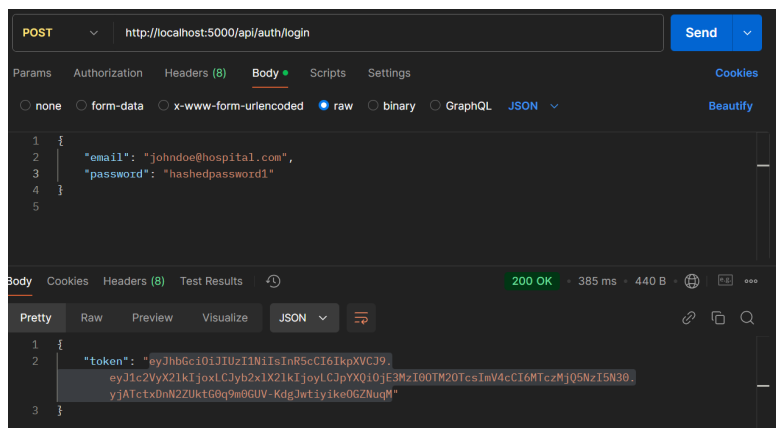 POST http://localhost:5000/api/auth/login Send
Params Authorization Headers (8) Body Scripts Settings Cookies
none form-data x-www-form-urlencoded raw binary GraphQL JSON Beautify
1 {
2 "email": "johndoe@hospital.com",
3 "password": "hashedpassword1"
4 }
5
Body Cookies Headers (8) Test Results 200 OK 385 ms 440 B e.g.
Pretty Raw Preview Visualize JSON
1 {
2 "token": "eyJhbGciOiJIUzI1NiIsInR5cCI6IkpXVCJ9.
eyJ1c2VyX2lkIjoxLCJyb2xlX2lkIjoyLCJpYXQiOjE3MzI0OTM2OTcsImV4cCI6MTczMjQ5NzI5N30.
yjATctxDnN2ZUktG0q9m0GUV-KdgJwtiyikeOGZNuqM"
3 }